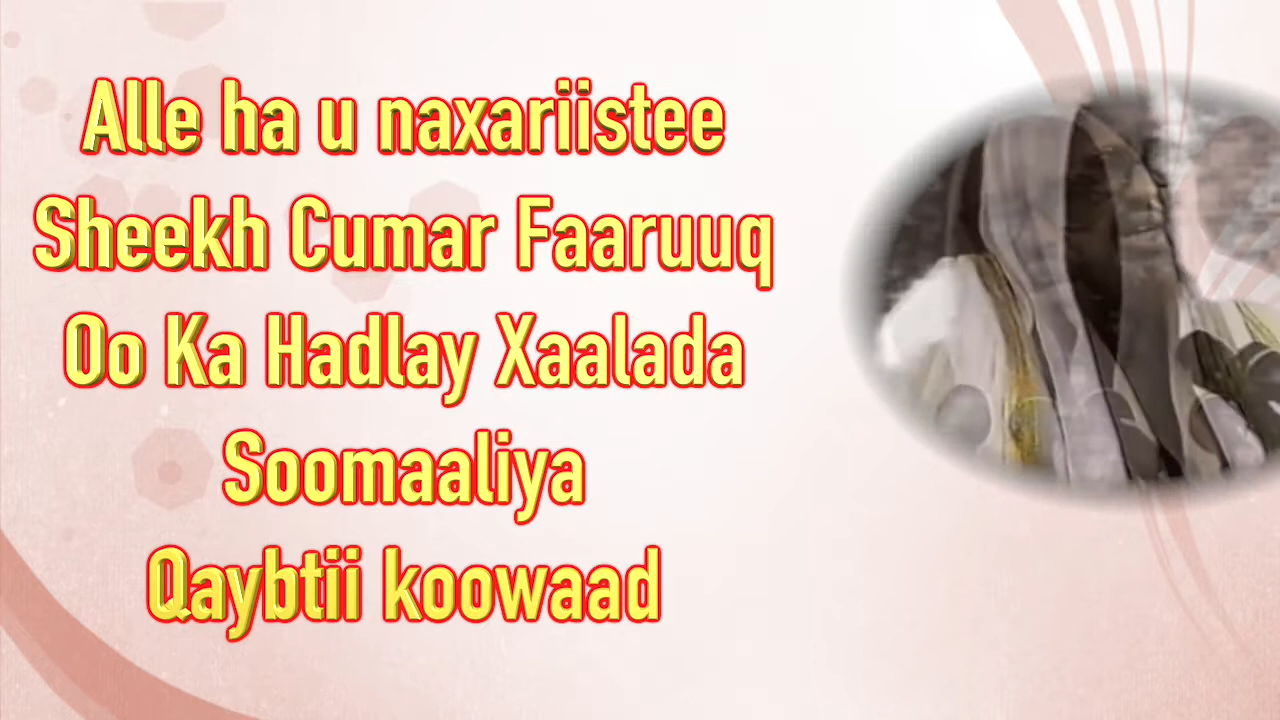 Alle ha u naxariistee
Sheekh Cumar Faaruuq
Oo Ka Hadlay Xaalada
Soomaaliya
Qaybtii koowaad